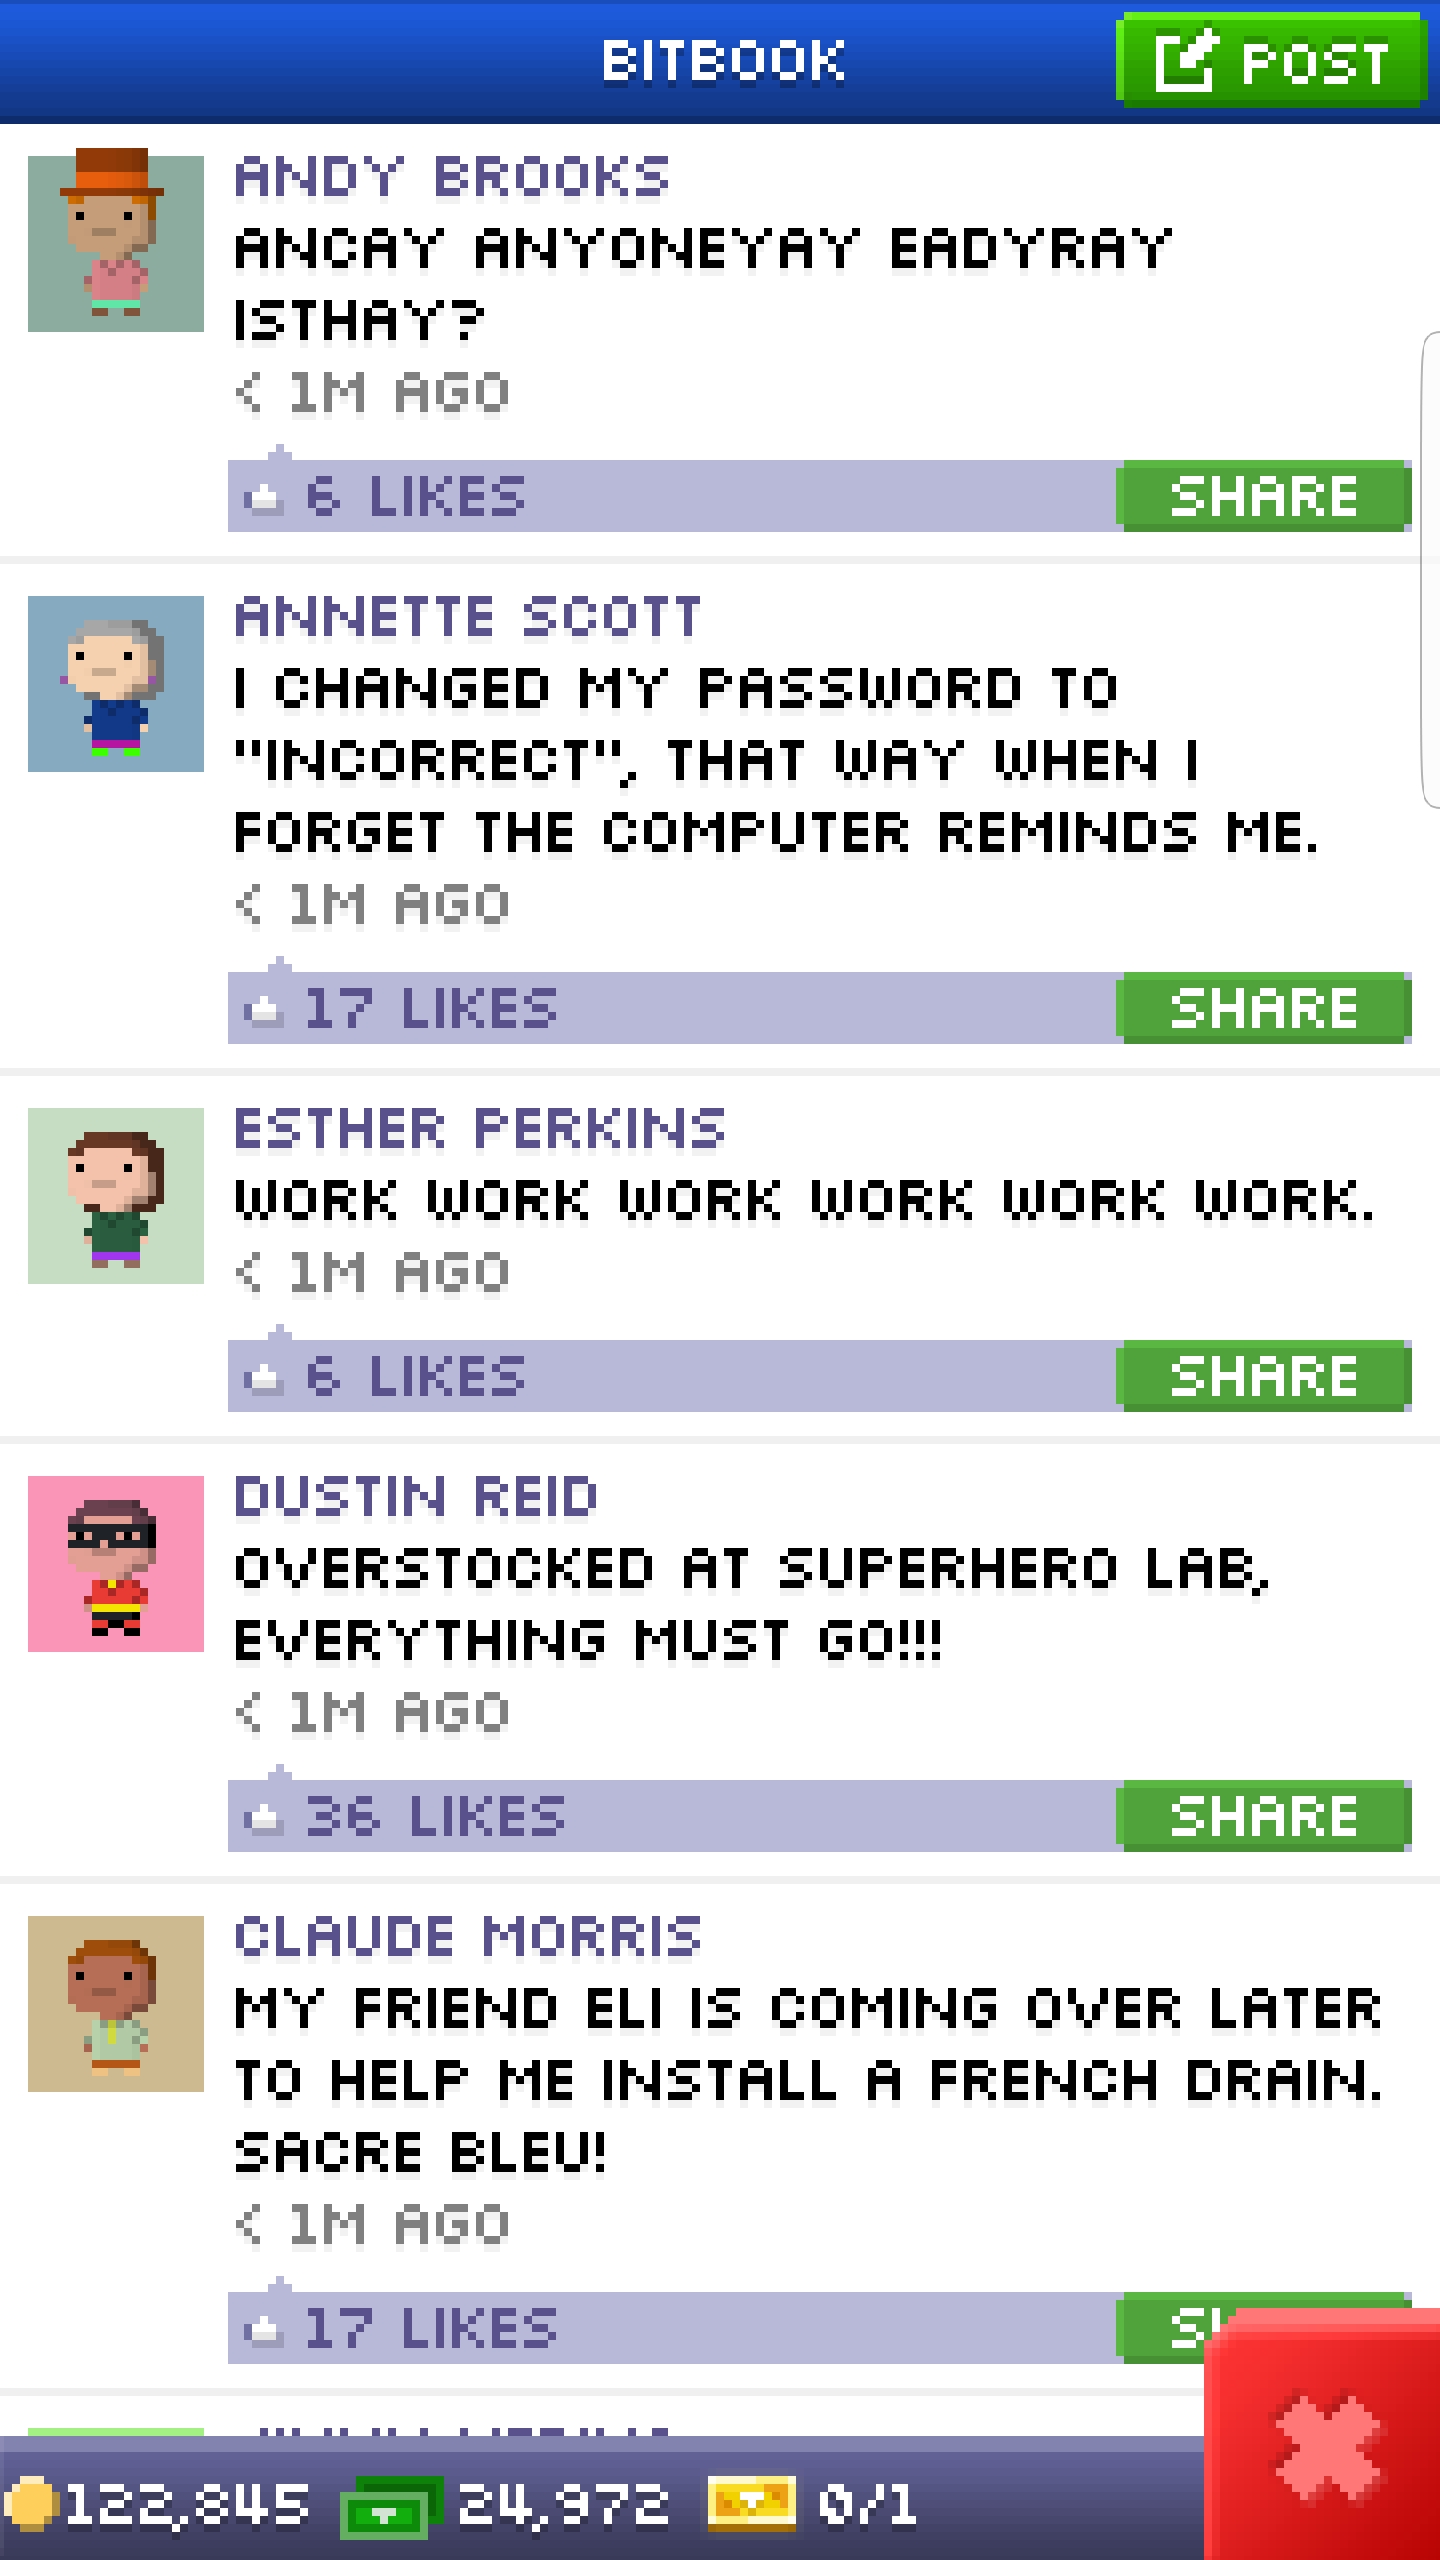 BITBOOK
POST
ANDY BROOKS
ANCAY ANYONEYAY EADYRAY
ISTHAY?
< 1M AGO
6 LIKES
SHARE
ANNETTE SCOTT
I CHANGED MY PASSWORD TO
"INCORRECT", THAT WAY WHEN I
FORGET THE COMPUTER REMINDS ME.
< 1M AGO
17 LIKES
SHARE
ESTHER PERKINS
WORK WORK WORK WORK WORK WORK.
< 1M AGO
6 LIKES
SHARE
DUSTIN REID
OVERSTOCKED AT SUPERHERO LAB,
EVERYTHING MUST GO!!!
< 1M AGO
36 LIKES
SHARE
CLAUDE MORRIS
MY FRIEND ELI IS COMING OVER LATER
TO HELP ME INSTALL A FRENCH DRAIN.
SACRE BLEU!
< 1M AGO
17 LIKES
122,845
24,972
0/1